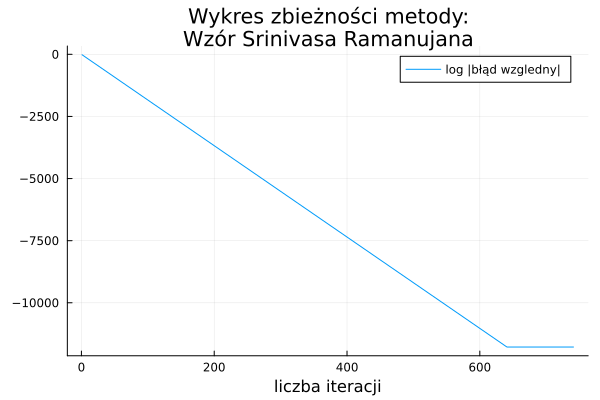 Wykres zbieżności metody:
Wzór Srinivasa Ramanujana
log |błąd wzgledny|
0
−2500
−5000
−7500
−10000
0 200 400 600
liczba iteracji